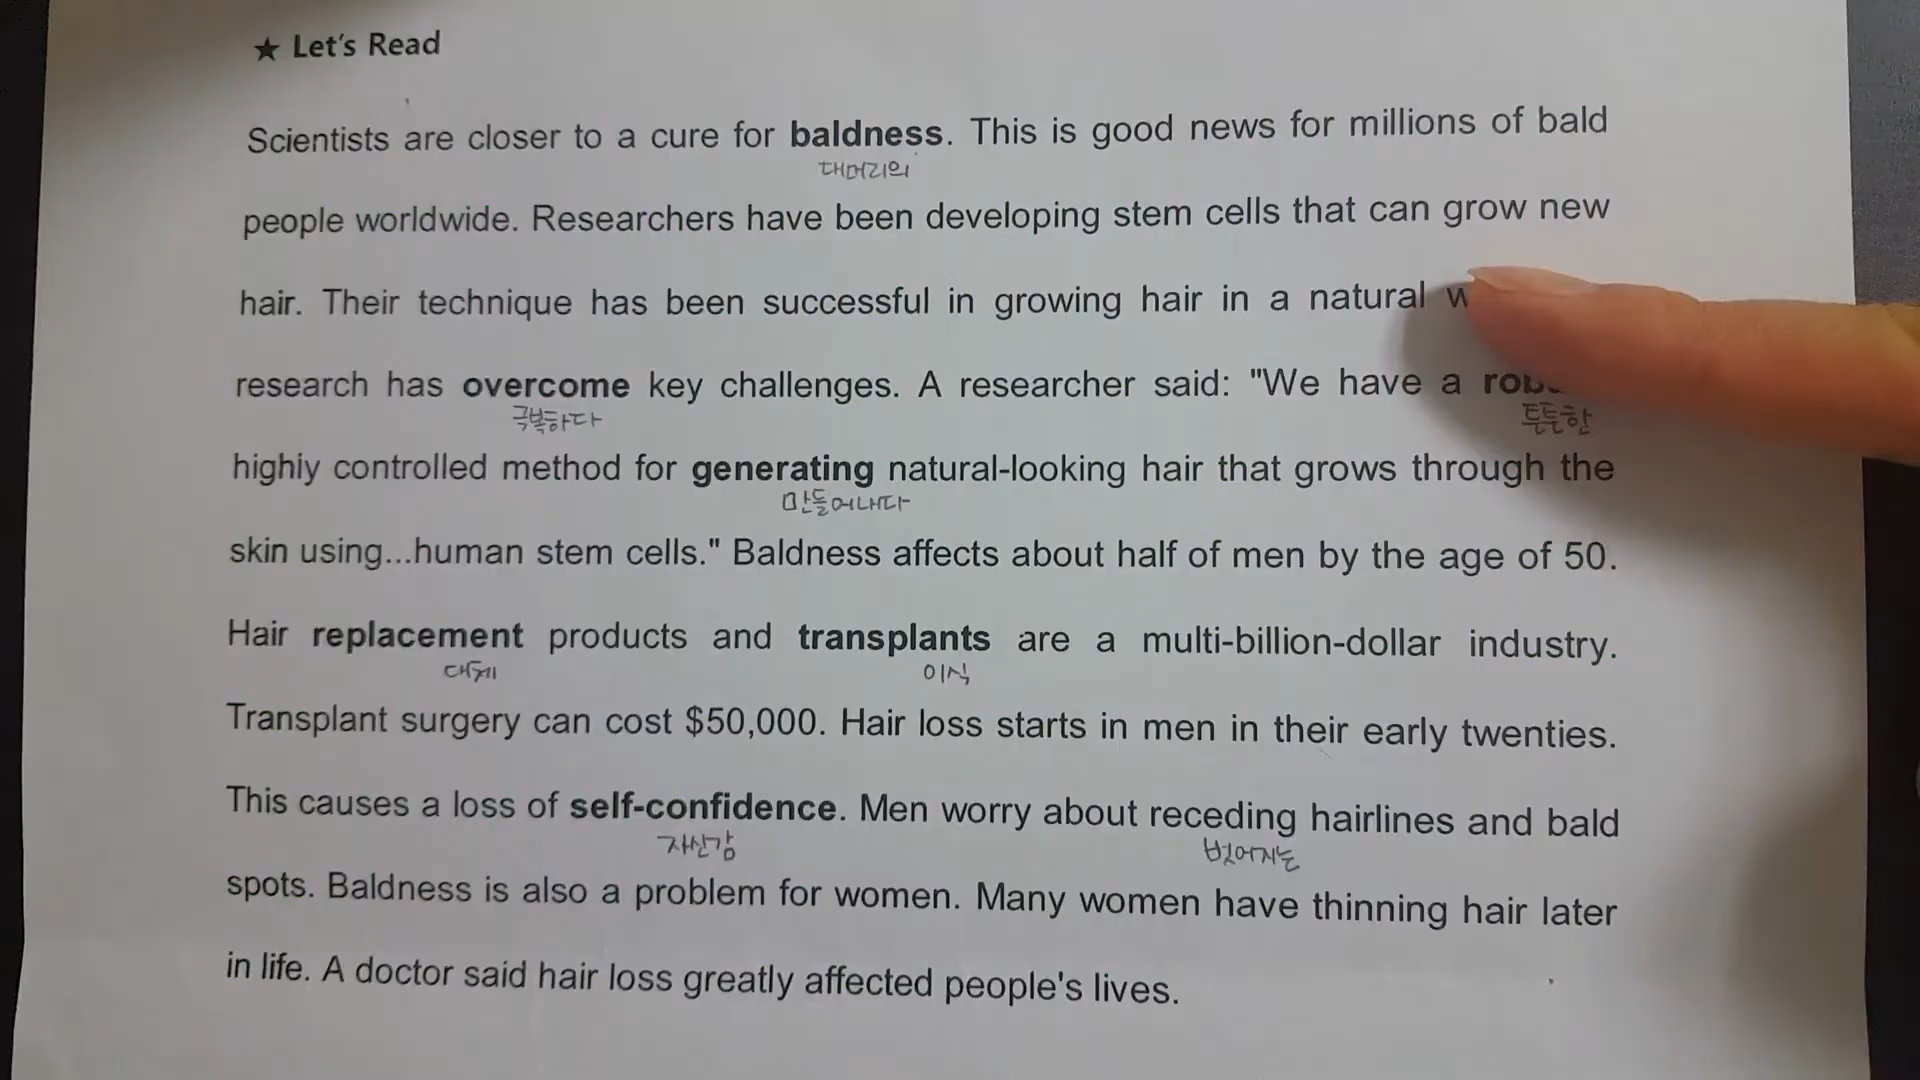 ★ Let's Read
Scientists are closer to a cure for baldness. This is good news for millions of bald
대머리의
people worldwide. Researchers have been developing stem cells that can grow new
hair. Their technique has been successful in growing hair in a natural
research has overcome key challenges. A researcher said: "We have a
극복하다 튼튼한
highly controlled method for generating natural-looking hair that grows through the
만들어내다
skin using...human stem cells." Baldness affects about half of men by the age of 50.
Hair replacement products and transplants are a multi-billion-dollar industry.
대체 이식
Transplant surgery can cost $50,000. Hair loss starts in men in their early twenties.
This causes a loss of self-confidence. Men worry about receding hairlines and bald
자신감 벗어지는
spots. Baldness is also a problem for women. Many women have thinning hair later
in life. A doctor said hair loss greatly affected people's lives.